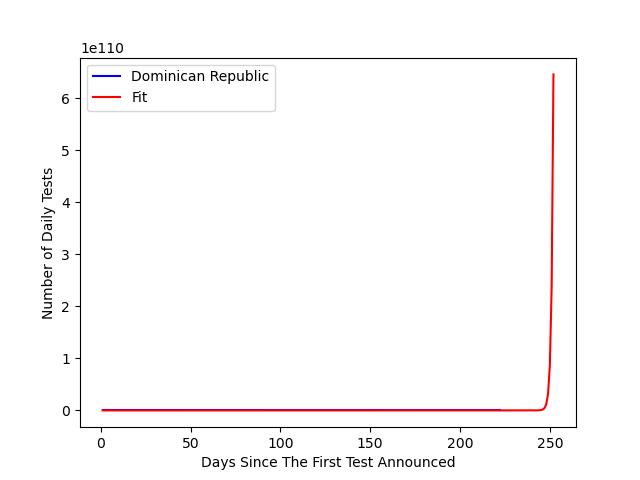 1e110
Dominican Republic
Fit
6
5
4
3
2
1
0
Number of Daily Tests
0 50 100 150 200 250
Days Since The First Test Announced